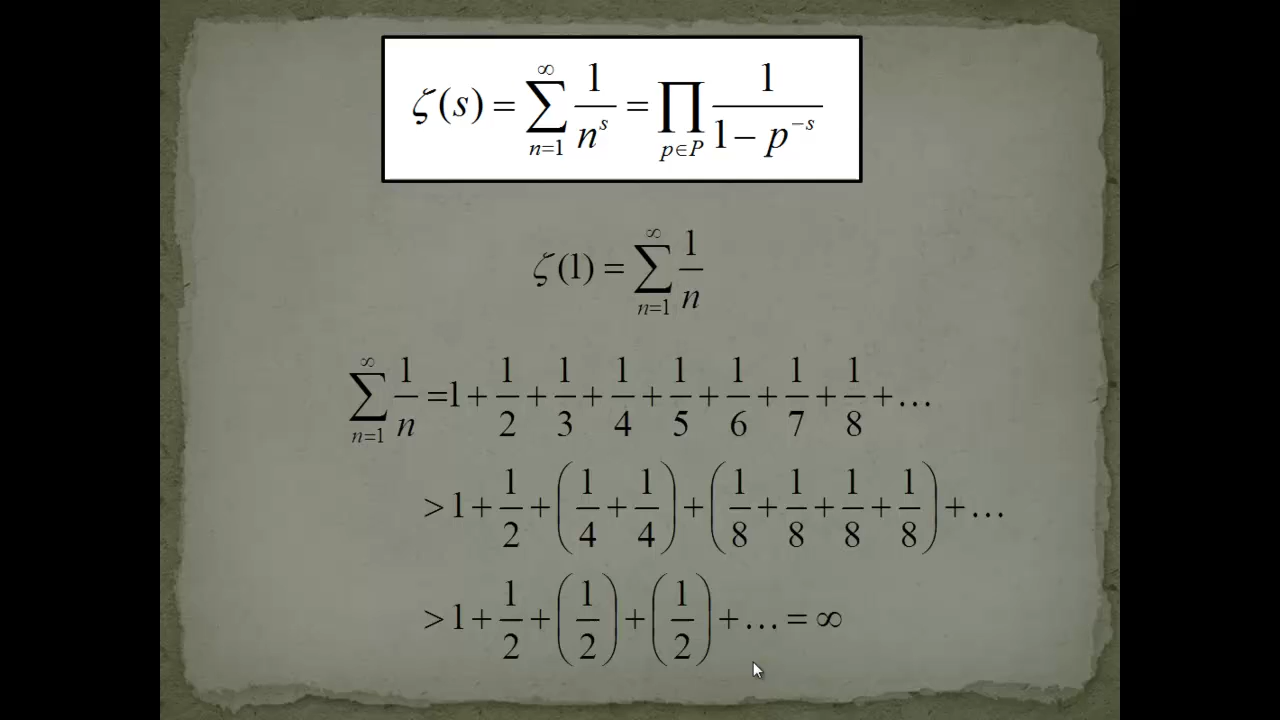 ζ(s) = ∑_{n=1}^{∞} 1/n^s = ∏_{p∈P} 1/(1 − p^{−s})
ζ(1) = ∑_{n=1}^{∞} 1/n
∑_{n=1}^{∞} 1/n = 1 + 1/2 + 1/3 + 1/4 + 1/5 + 1/6 + 1/7 + 1/8 + …
> 1 + 1/2 + (1/4 + 1/4) + (1/8 + 1/8 + 1/8 + 1/8) + …
> 1 + 1/2 + (1/2) + (1/2) + … = ∞